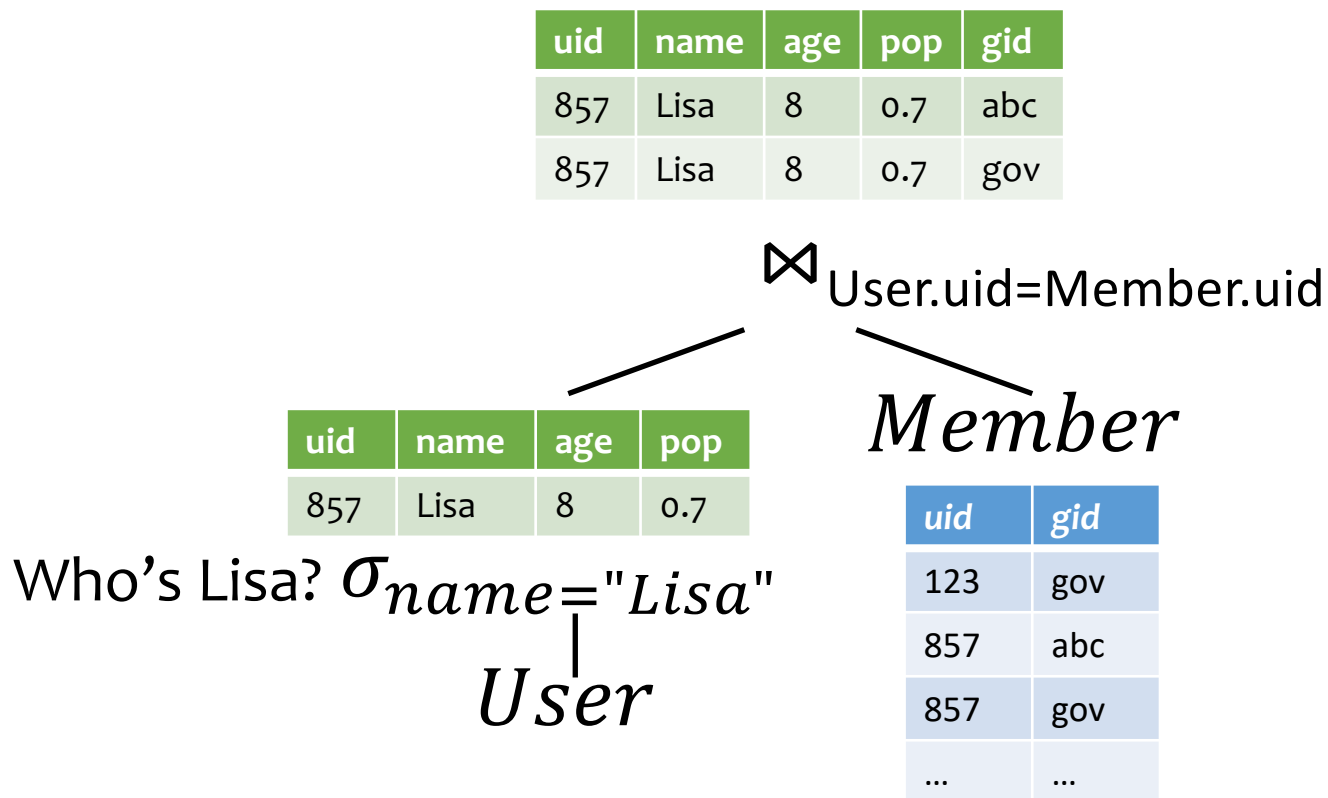 uid name age pop gid
857 Lisa 8 0.7 abc
857 Lisa 8 0.7 gov
⋈ User.uid=Member.uid
uid name age pop
857 Lisa 8 0.7
Who's Lisa? σ name="Lisa"
User
Member
uid gid
123 gov
857 abc
857 gov
... ...